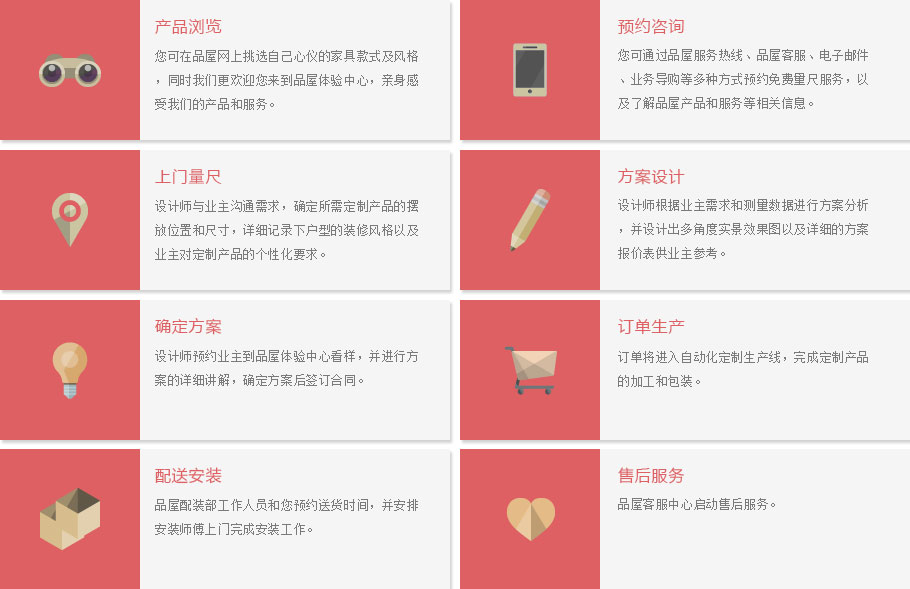 产品浏览
您可在品屋网上挑选自己心仪的家具款式及风格
，同时我们更欢迎您来到品屋体验中心，亲身感
受我们的产品和服务。
预约咨询
您可通过品屋服务热线、品屋客服、电子邮件
、业务导购等多种方式预约免费量尺服务，以
及了解品屋产品和服务等相关信息。
上门量尺
设计师与业主沟通需求，确定所需定制产品的摆
放位置和尺寸，详细记录下户型的装修风格以及
业主对定制产品的个性化要求。
方案设计
设计师根据业主需求和测量数据进行方案分析
，并设计出多角度实景效果图以及详细的方案
报价表供业主参考。
确定方案
设计师预约业主到品屋体验中心看样，并进行方
案的详细讲解，确定方案后签订合同。
订单生产
订单将进入自动化定制生产线，完成定制产品
的加工和包装。
配送安装
品屋配装部工作人员和您预约送货时间，并安排
安装师傅上门完成安装工作。
售后服务
品屋客服中心启动售后服务。